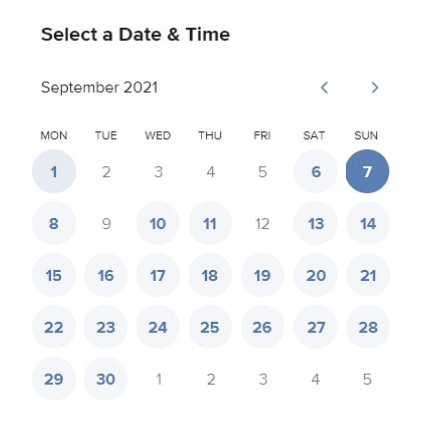 Select a Date & Time
September 2021
MON TUE WED THU FRI SAT SUN
1 2 3 4 5 6 7
8 9 10 11 12 13 14
15 16 17 18 19 20 21
22 23 24 25 26 27 28
29 30 1 2 3 4 5